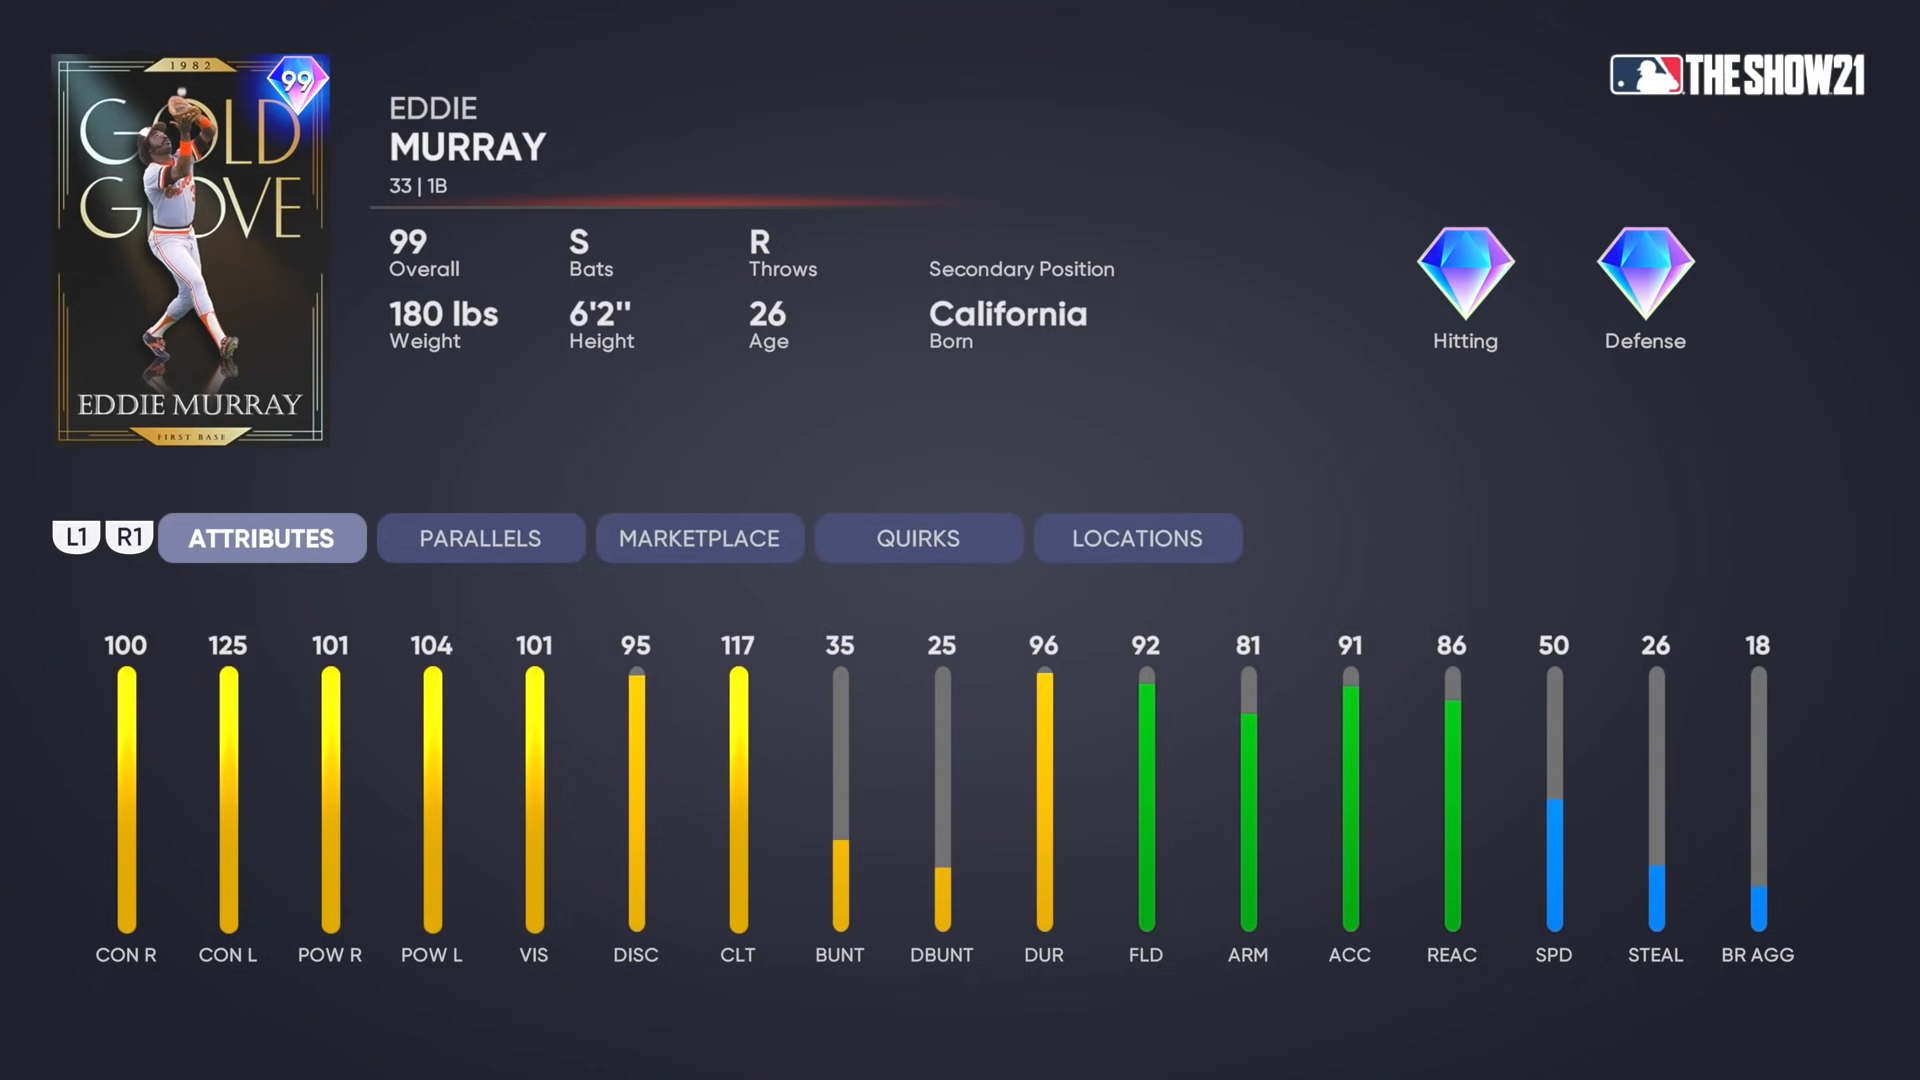 1982
99
GOLD
GLOVE
EDDIE MURRAY
FIRST BASE
EDDIE
MURRAY
33 | 1B
THE SHOW 21
99
Overall
S
Bats
R
Throws
Secondary Position
180 lbs
Weight
6'2"
Height
26
Age
California
Born
Hitting
Defense
L1
R1
ATTRIBUTES
PARALLELS
MARKETPLACE
QUIRKS
LOCATIONS
100 125 101 104 101 95 117 35 25 96 92 81 91 86 50 26 18
CON R CON L POW R POW L VIS DISC CLT BUNT DBUNT DUR FLD ARM ACC REAC SPD STEAL BR AGG